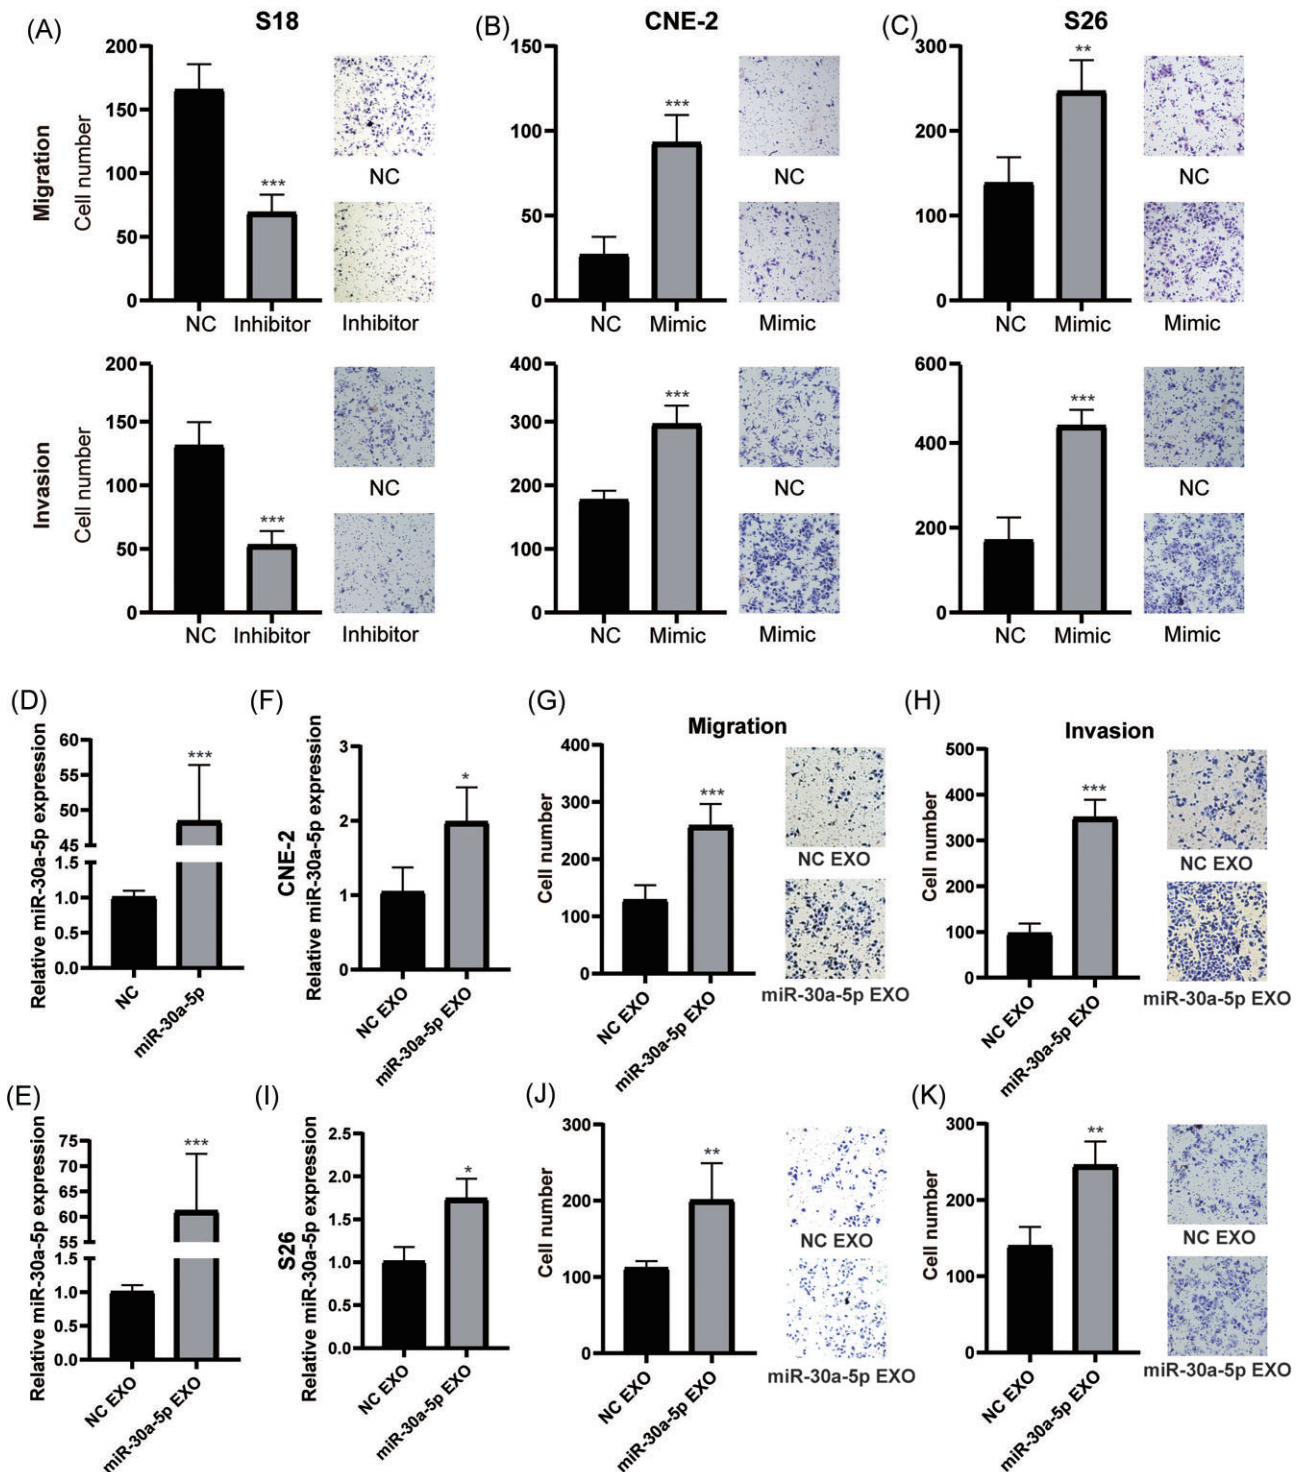 (A)
S18
Migration
Cell number
200
150
100
50
0
***
NC
Inhibitor
NC
Inhibitor
(B)
CNE-2
150
100
50
0
***
NC
Mimic
NC
Mimic
(C)
S26
300
200
100
0
**
NC
Mimic
NC
Mimic
Invasion
Cell number
200
150
100
50
0
***
NC
Inhibitor
NC
Inhibitor
400
300
200
100
0
***
NC
Mimic
NC
Mimic
600
400
200
0
***
NC
Mimic
NC
Mimic
(D)
Relative miR-30a-5p expression
60
55
50
45
1.5
1.0
0.5
0.0
***
NC
miR-30a-5p
(F)
CNE-2
Relative miR-30a-5p expression
3
2
1
0
*
NC EXO
miR-30a-5p EXO
(G)
Migration
Cell number
400
300
200
100
0
***
NC EXO
miR-30a-5p EXO
NC EXO
miR-30a-5p EXO
(H)
Invasion
Cell number
500
400
300
200
100
0
***
NC EXO
miR-30a-5p EXO
NC EXO
miR-30a-5p EXO
(E)
Relative miR-30a-5p expression
75
70
65
60
55
1.5
1.0
0.5
0.0
***
NC EXO
miR-30a-5p EXO
(I)
S26
Relative miR-30a-5p expression
2.5
2.0
1.5
1.0
0.5
0.0
*
NC EXO
miR-30a-5p EXO
(J)
Cell number
300
200
100
0
**
NC EXO
miR-30a-5p EXO
NC EXO
miR-30a-5p EXO
(K)
Cell number
300
200
100
0
**
NC EXO
miR-30a-5p EXO
NC EXO
miR-30a-5p EXO